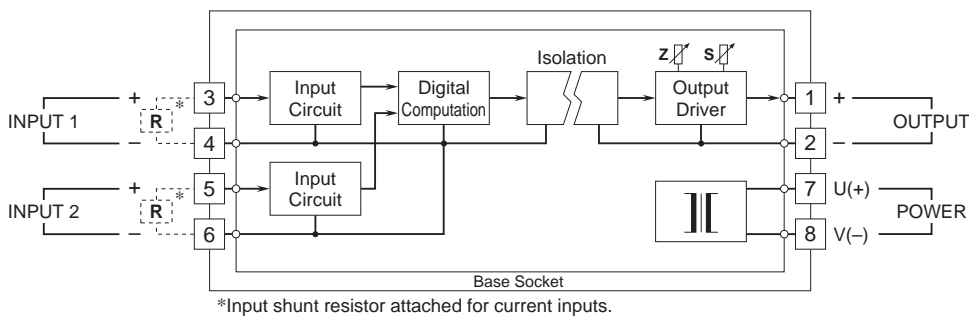 Isolation
Z S
Input
Circuit
Digital
Computation
Output
Driver
INPUT 1
+
*
R
–
3
4
1 +
OUTPUT
2 –
INPUT 2
+
*
R
–
5
6
Input
Circuit
7 U(+)
POWER
8 V(–)
Base Socket
*Input shunt resistor attached for current inputs.